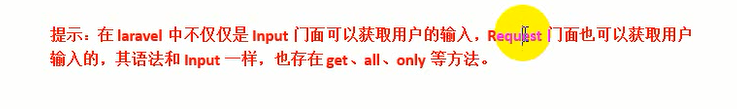 提示：在 laravel 中不仅仅是 Input 门面可以获取用户的输入，Request 门面也可以获取用户
输入的，其语法和 Input 一样，也存在 get、all、only 等方法。